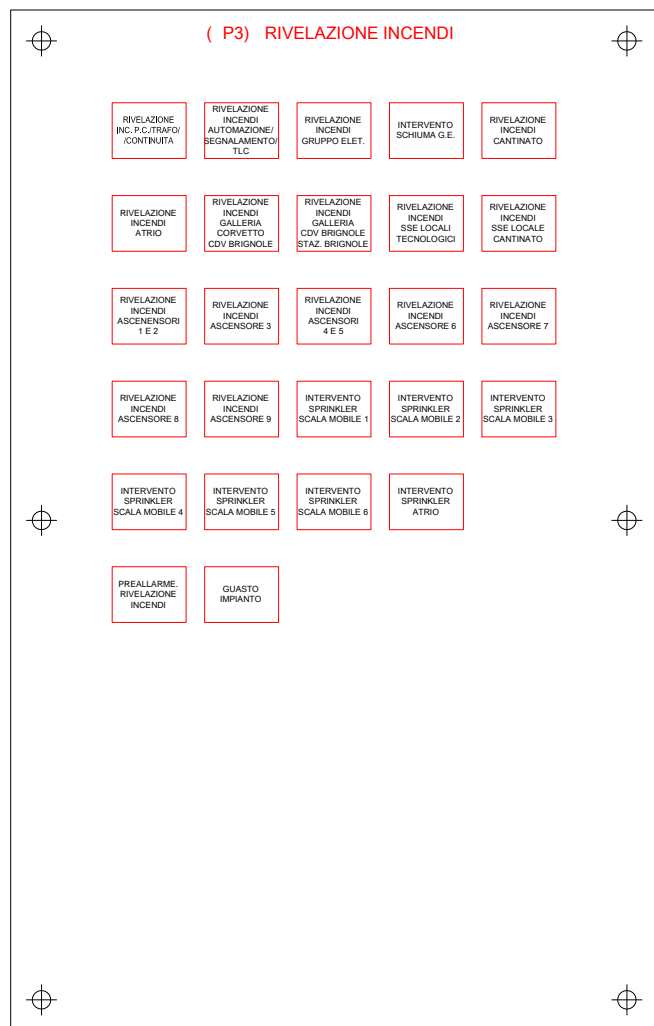 ( P3) RIVELAZIONE INCENDI
RIVELAZIONE
INC. P.C./TRAFO/
/CONTINUITA
RIVELAZIONE
INCENDI
AUTOMAZIONE/
SEGNALAMENTO/
TLC
RIVELAZIONE
INCENDI
GRUPPO ELET.
INTERVENTO
SCHIUMA G.E.
RIVELAZIONE
INCENDI
CANTINATO
RIVELAZIONE
INCENDI
ATRIO
RIVELAZIONE
INCENDI
GALLERIA
CORVETTO
CDV BRIGNOLE
RIVELAZIONE
INCENDI
GALLERIA
CDV BRIGNOLE
STAZ. BRIGNOLE
RIVELAZIONE
INCENDI
SSE LOCALI
TECNOLOGICI
RIVELAZIONE
INCENDI
SSE LOCALE
CANTINATO
RIVELAZIONE
INCENDI
ASCENENSORI
1 E 2
RIVELAZIONE
INCENDI
ASCENSORE 3
RIVELAZIONE
INCENDI
ASCENSORI
4 E 5
RIVELAZIONE
INCENDI
ASCENSORE 6
RIVELAZIONE
INCENDI
ASCENSORE 7
RIVELAZIONE
INCENDI
ASCENSORE 8
RIVELAZIONE
INCENDI
ASCENSORE 9
INTERVENTO
SPRINKLER
SCALA MOBILE 1
INTERVENTO
SPRINKLER
SCALA MOBILE 2
INTERVENTO
SPRINKLER
SCALA MOBILE 3
INTERVENTO
SPRINKLER
SCALA MOBILE 4
INTERVENTO
SPRINKLER
SCALA MOBILE 5
INTERVENTO
SPRINKLER
SCALA MOBILE 6
INTERVENTO
SPRINKLER
ATRIO
PREALLARME.
RIVELAZIONE
INCENDI
GUASTO
IMPIANTO